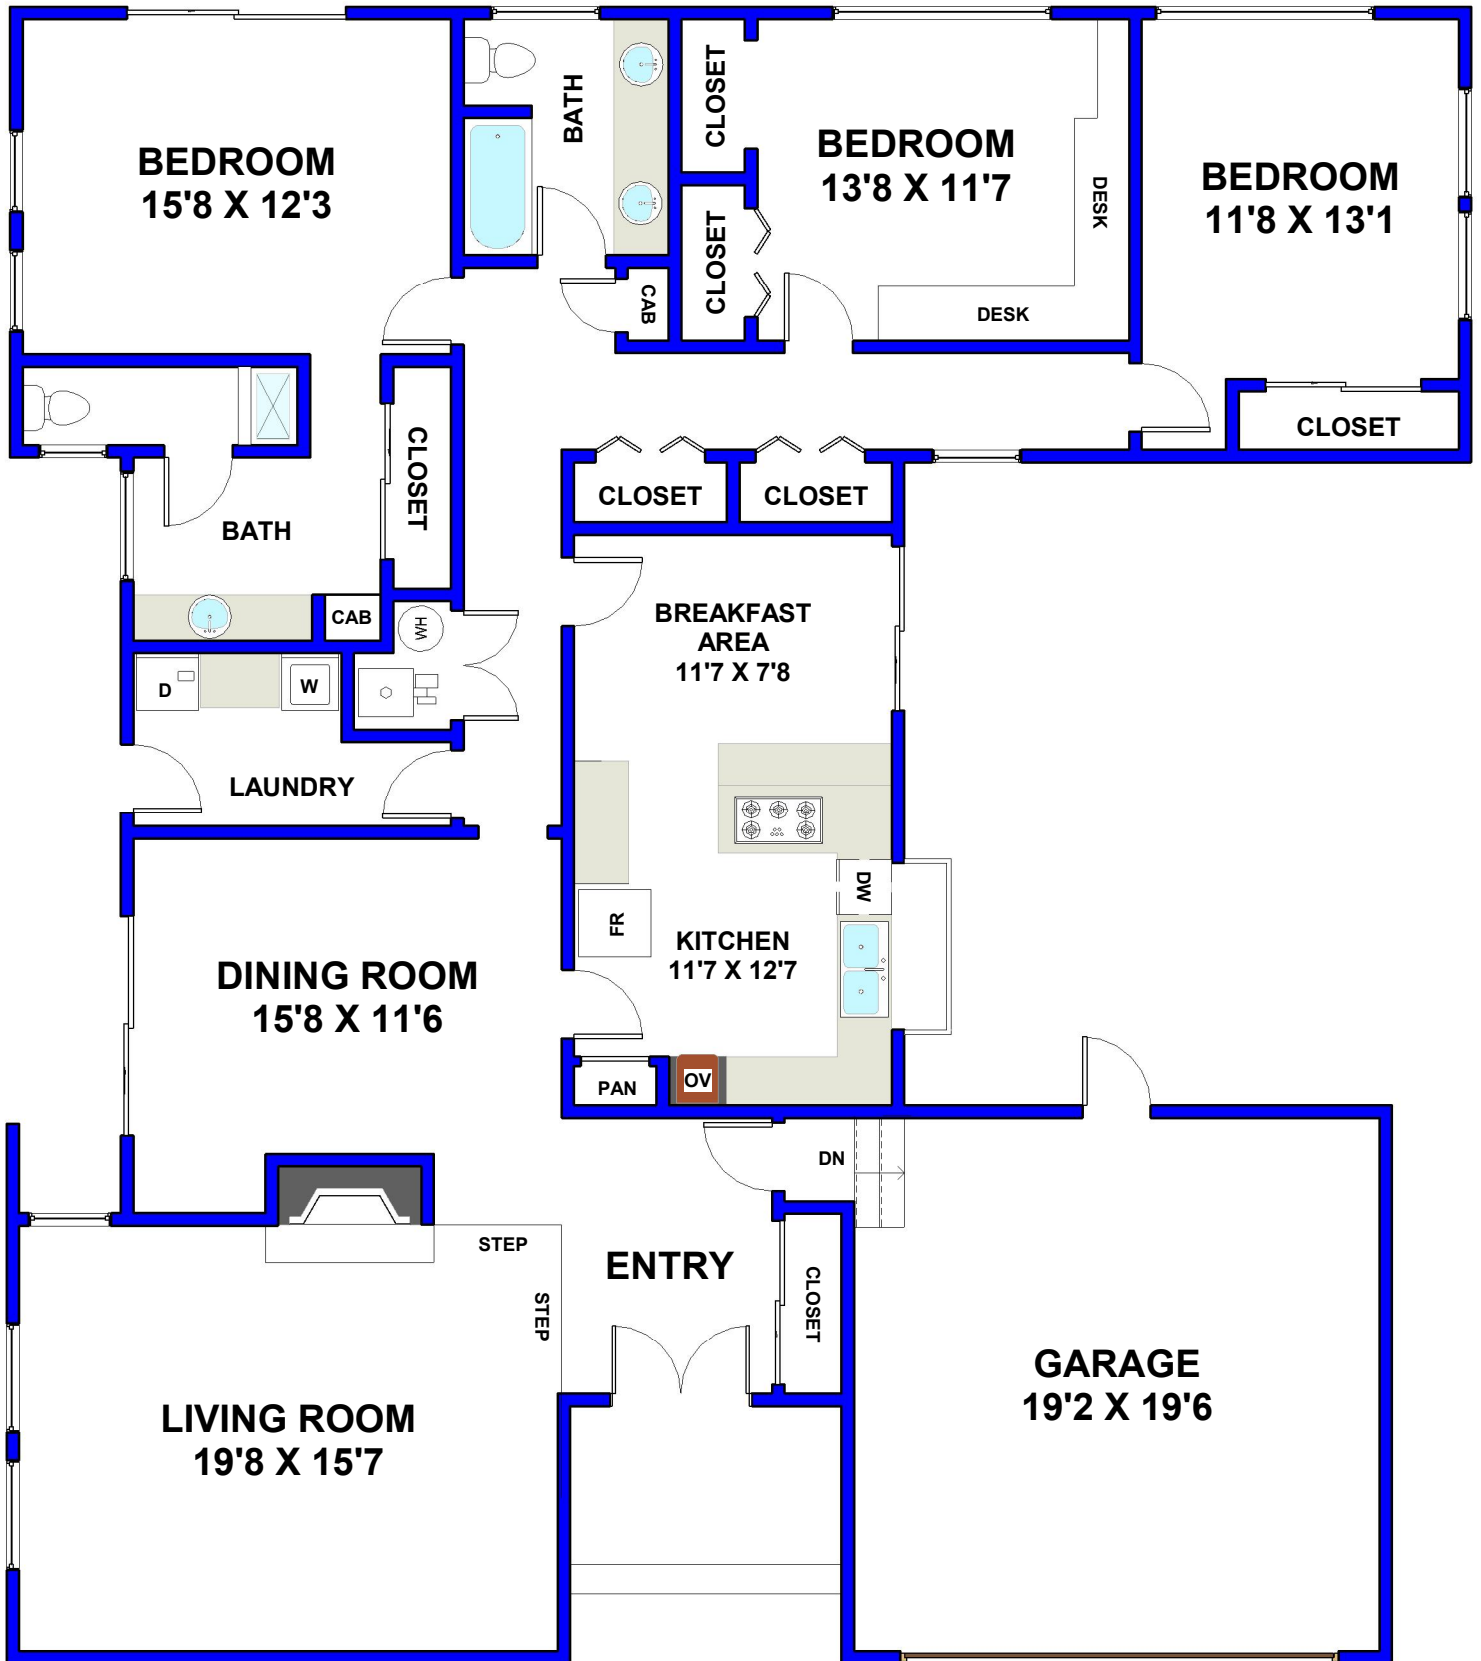 BEDROOM
15'8 X 12'3
BATH
CLOSET
CLOSET
CAB
BEDROOM
13'8 X 11'7
DESK
DESK
BEDROOM
11'8 X 13'1
CLOSET
CLOSET
CLOSET
CLOSET
BATH
CAB
HW
D
W
LAUNDRY
BREAKFAST
AREA
11'7 X 7'8
DW
FR
KITCHEN
11'7 X 12'7
PAN
OV
DINING ROOM
15'8 X 11'6
DN
STEP
STEP
ENTRY
CLOSET
LIVING ROOM
19'8 X 15'7
GARAGE
19'2 X 19'6